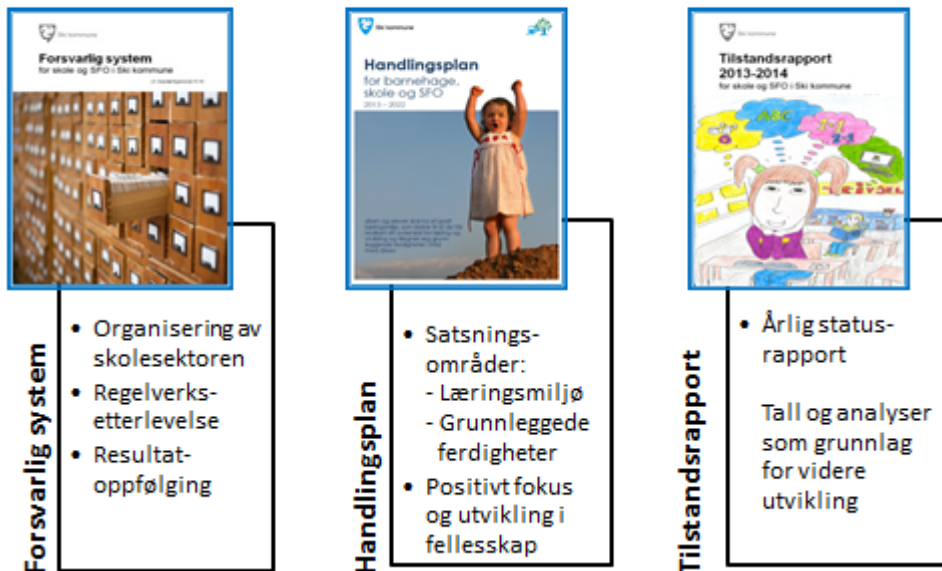 Ski kommune
Forsvarlig system
for skole og SFO i Ski kommune
Forsvarlig system
• Organisering av
skolesektoren
• Regelverks-
etterlevelse
• Resultat-
oppfølging
Ski kommune
Handlingsplan
for barnehage,
skole og SFO
2013 – 2022
Handlingsplan
• Satsnings-
områder:
- Læringsmiljø
- Grunnleggede
ferdigheter
• Positivt fokus
og utvikling i
fellesskap
Ski kommune
Tilstandsrapport
2013-2014
for skole og SFO i Ski kommune
ABC
Tilstandsrapport
• Årlig status-
rapport
Tall og analyser
som grunnlag
for videre
utvikling